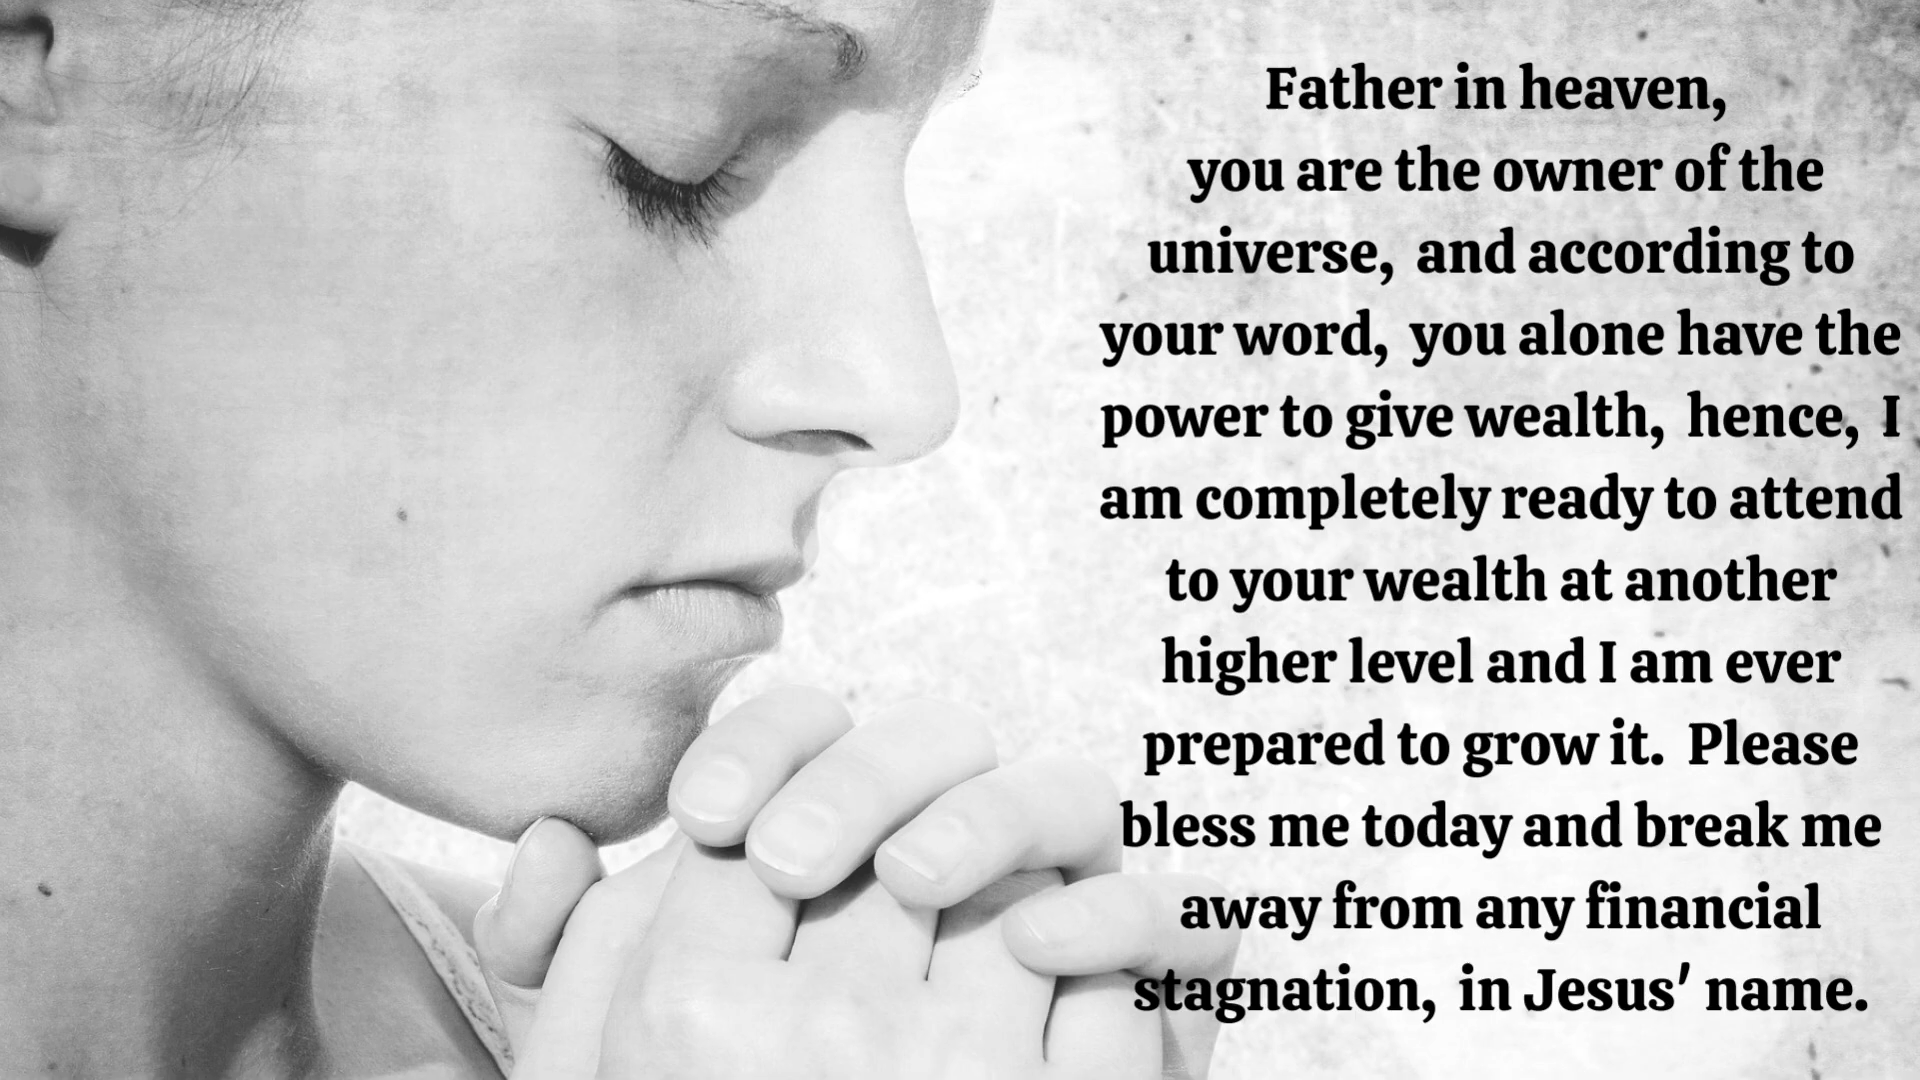 Father in heaven,
you are the owner of the
universe, and according to
your word, you alone have the
power to give wealth, hence, I
am completely ready to attend
to your wealth at another
higher level and I am ever
prepared to grow it. Please
bless me today and break me
away from any financial
stagnation, in Jesus' name.